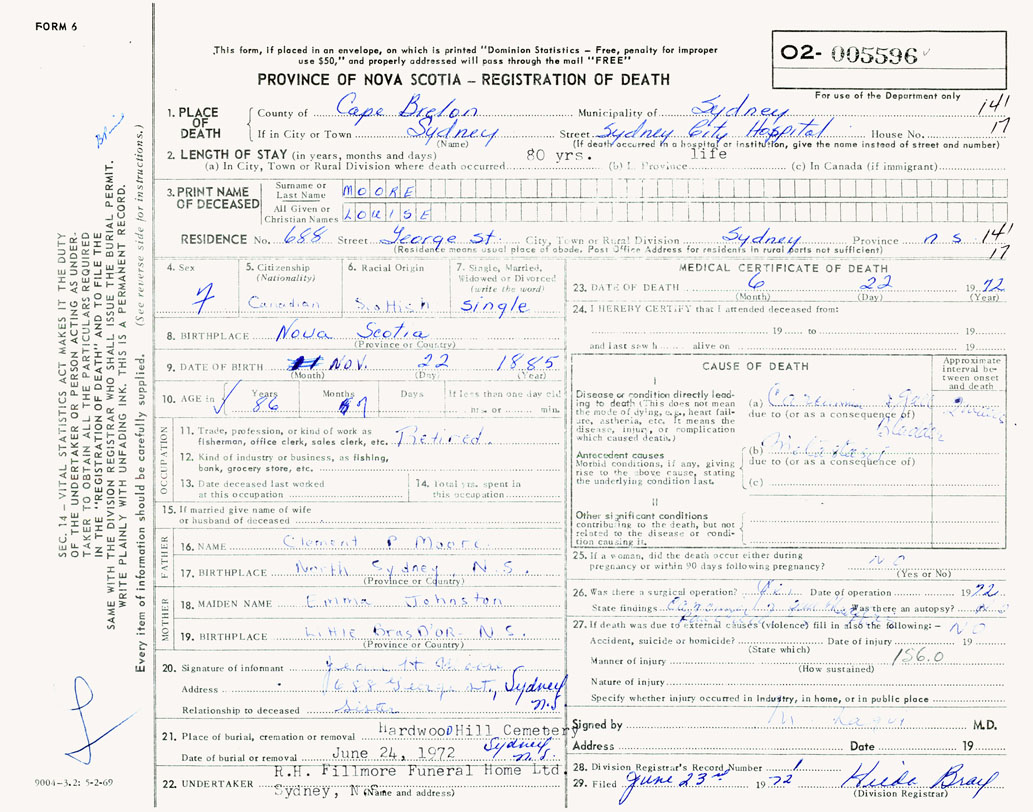 FORM 6
This form, if placed in an envelope, on which is printed "Dominion Statistics — Free, penalty for improper
use $50," and properly addressed will pass through the mail "FREE"
PROVINCE OF NOVA SCOTIA — REGISTRATION OF DEATH
02- 005596
For use of the Department only
1. PLACE OF DEATH
County of Cape Breton Municipality of Sydney 14'
If in City or Town Sydney Street Sydney City Hospital House No. 17
(Name) (If death occurred in a hospital or institution, give the name instead of street and number)
2. LENGTH OF STAY (in years, months and days) 80 yrs. life
(a) In City, Town or Rural Division where death occurred (b) In Province (c) In Canada (if immigrant)
3. PRINT NAME OF DECEASED
Surname or Last Name MOORE
All Given or Christian Names LOUISE
RESIDENCE No. 688 Street George St. City, Town or Rural Division Sydney Province n s 14'
(Residence means usual place of abode. Post Office Address for residents in rural parts not sufficient) 17
4. Sex
5. Citizenship (Nationality) Canadian
6. Racial Origin Scottish
7. Single, Married, Widowed or Divorced (write the word) single
8. BIRTHPLACE Nova Scotia
(Province or Country)
9. DATE OF BIRTH NOV. 22 1885
(Month) (Day) (Year)
10. AGE in Years Months Days If less than one day old
86 7 hrs. or min.
OCCUPATION
11. Trade, profession, or kind of work as
fisherman, office clerk, sales clerk, etc. Retired.
12. Kind of industry or business, as fishing,
bank, grocery store, etc.
13. Date deceased last worked
at this occupation
14. Total yrs. spent in
this occupation
15. If married give name of wife
or husband of deceased
FATHER
16. NAME Clement P Moore
17. BIRTHPLACE North Sydney, N.S.
(Province or Country)
MOTHER
18. MAIDEN NAME Emma Johnston
19. BIRTHPLACE Little Bras D'OR N.S.
(Province or Country)
20. Signature of informant
Address 688 George St, Sydney n.s.
Relationship to deceased sister
21. Place of burial, cremation or removal HardwooD Hill Cemetery
Sydney n.s.
Date of burial or removal June 24, 1972
22. UNDERTAKER R.H. Fillmore Funeral Home Ltd.
Sydney, N.S.
(Name and address)
MEDICAL CERTIFICATE OF DEATH
23. DATE OF DEATH 6 22 1972
(Month) (Day) (Year)
24. I HEREBY CERTIFY that I attended deceased from:
19 to 19
and last saw h alive on 19
CAUSE OF DEATH
Approximate interval between onset and death
I
Disease or condition directly leading to death (This does not mean
the mode of dying, e.g., heart failure, asthenia, etc. It means the
disease, injury, or complication
which caused death.)
(a) Carcinoma Gall Bladder
due to (or as a consequence of)
Antecedent causes
Morbid conditions, if any, giving
rise to the above cause, stating
the underlying condition last.
(b) Metastases
due to (or as a consequence of)
(c)
II
Other significant conditions
contributing to the death, but not
related to the disease or condition causing it.
25. If a woman, did the death occur either during
pregnancy or within 90 days following pregnancy? NO
(Yes or No)
26. Was there a surgical operation? Date of operation 1972
State findings Was there an autopsy?
27. If death was due to external causes (violence) fill in also the following:— NO
Accident, suicide or homicide? Date of injury 19
(State which)
Manner of injury 156.0
(How sustained)
Nature of injury
Specify whether injury occurred in industry, in home, or in public place
Signed by M.D.
Address Date 19
28. Division Registrar's Record Number 1
29. Filed June 23rd 1972 Hilda Bray
(Division Registrar)
SEC. 14 — VITAL STATISTICS ACT MAKES IT THE DUTY
OF THE UNDERTAKER OR PERSON ACTING AS UNDERTAKER TO OBTAIN ALL THE PARTICULARS REQUIRED
IN THE "REGISTRATION OF DEATH" AND TO FILE THE
SAME WITH THE DIVISION REGISTRAR WHO SHALL ISSUE THE BURIAL PERMIT.
WRITE PLAINLY WITH UNFADING INK. THIS IS A PERMANENT RECORD.
Every item of information should be carefully supplied. (See reverse side for instructions.)
9004-3.2: 5-2-69